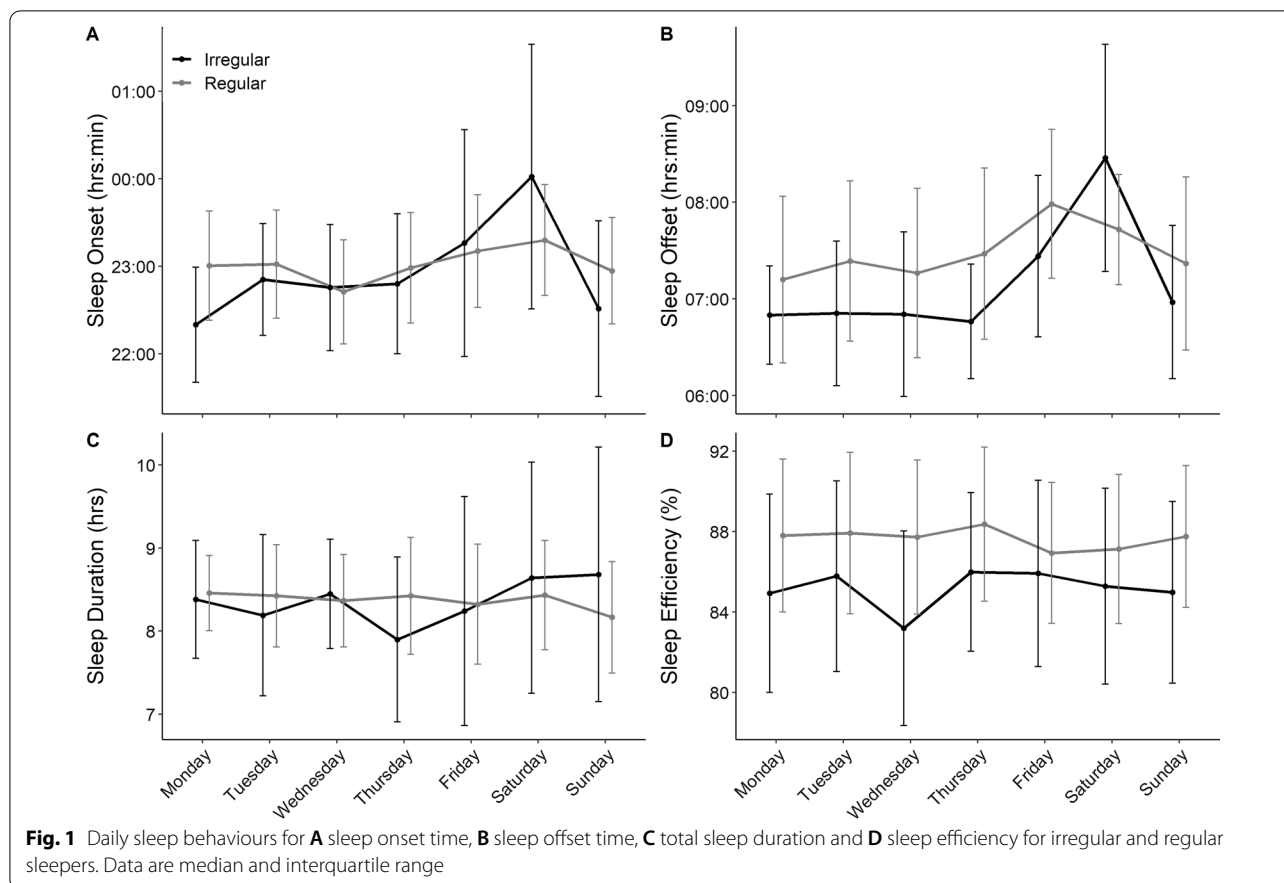 A
Irregular
Regular
Sleep Onset (hrs:min)
01:00
00:00
23:00
22:00
B
Sleep Offset (hrs:min)
09:00
08:00
07:00
06:00
C
Sleep Duration (hrs)
10
9
8
7
Monday
Tuesday
Wednesday
Thursday
Friday
Saturday
Sunday
D
Sleep Efficiency (%)
92
88
84
80
Monday
Tuesday
Wednesday
Thursday
Friday
Saturday
Sunday
Fig. 1 Daily sleep behaviours for A sleep onset time, B sleep offset time, C total sleep duration and D sleep efficiency for irregular and regular
sleepers. Data are median and interquartile range